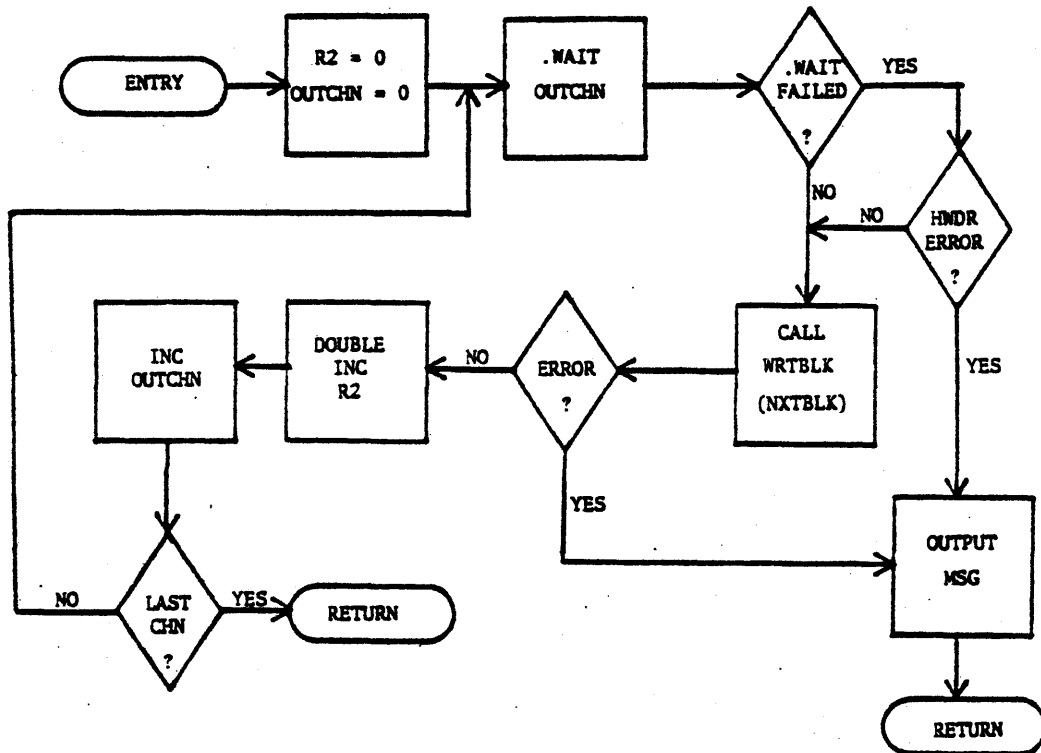 ENTRY
R2 = 0
OUTCHN = 0
.WAIT
OUTCHN
.WAIT
FAILED
?
YES
NO
NO
HWDR
ERROR
?
YES
CALL
WRTBLK
(NXTBLK)
ERROR
?
NO
YES
DOUBLE
INC
R2
INC
OUTCHN
LAST
CHN
?
NO
YES
RETURN
OUTPUT
MSG
RETURN